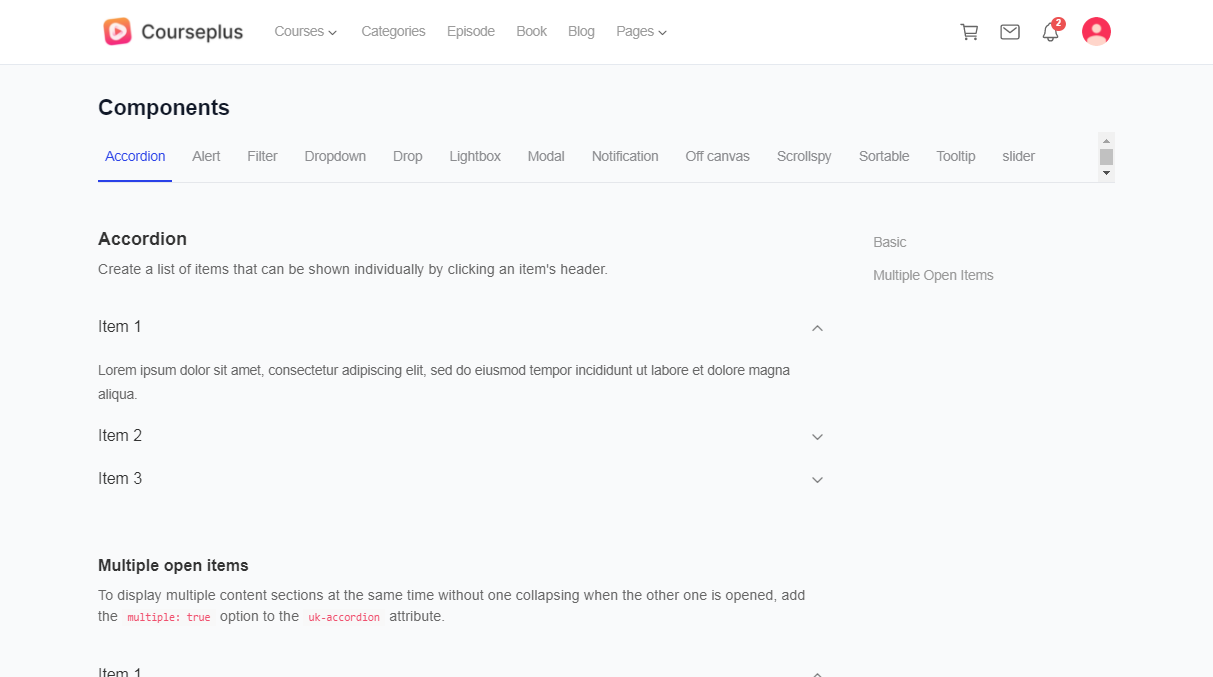 Courseplus
Courses Categories Episode Book Blog Pages
2
Components
Accordion Alert Filter Dropdown Drop Lightbox Modal Notification Off canvas Scrollspy Sortable Tooltip slider
Accordion
Create a list of items that can be shown individually by clicking an item's header.
Basic
Multiple Open Items
Item 1
Lorem ipsum dolor sit amet, consectetur adipiscing elit, sed do eiusmod tempor incididunt ut labore et dolore magna
aliqua.
Item 2
Item 3
Multiple open items
To display multiple content sections at the same time without one collapsing when the other one is opened, add
the multiple: true option to the uk-accordion attribute.
Item 1